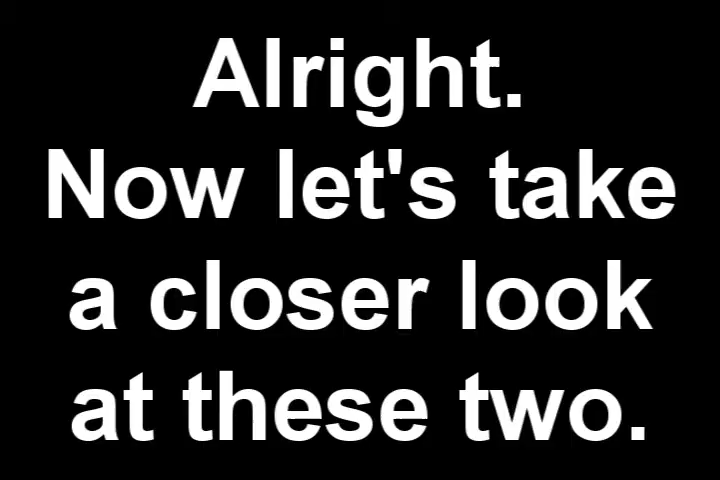 Alright.
Now let's take
a closer look
at these two.